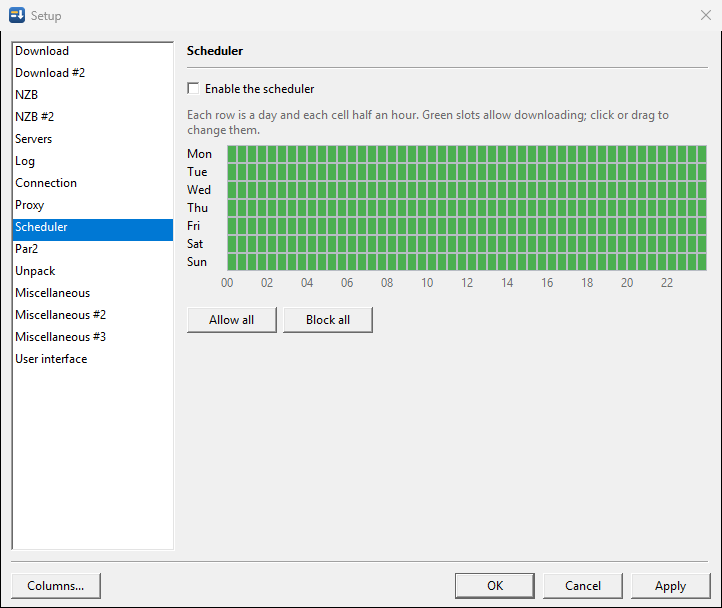 Setup
Download
Download #2
NZB
NZB #2
Servers
Log
Connection
Proxy
Scheduler
Par2
Unpack
Miscellaneous
Miscellaneous #2
Miscellaneous #3
User interface
Scheduler
Enable the scheduler
Each row is a day and each cell half an hour. Green slots allow downloading; click or drag to
change them.
Mon
Tue
Wed
Thu
Fri
Sat
Sun
00 02 04 06 08 10 12 14 16 18 20 22
Allow all Block all
Columns... OK Cancel Apply